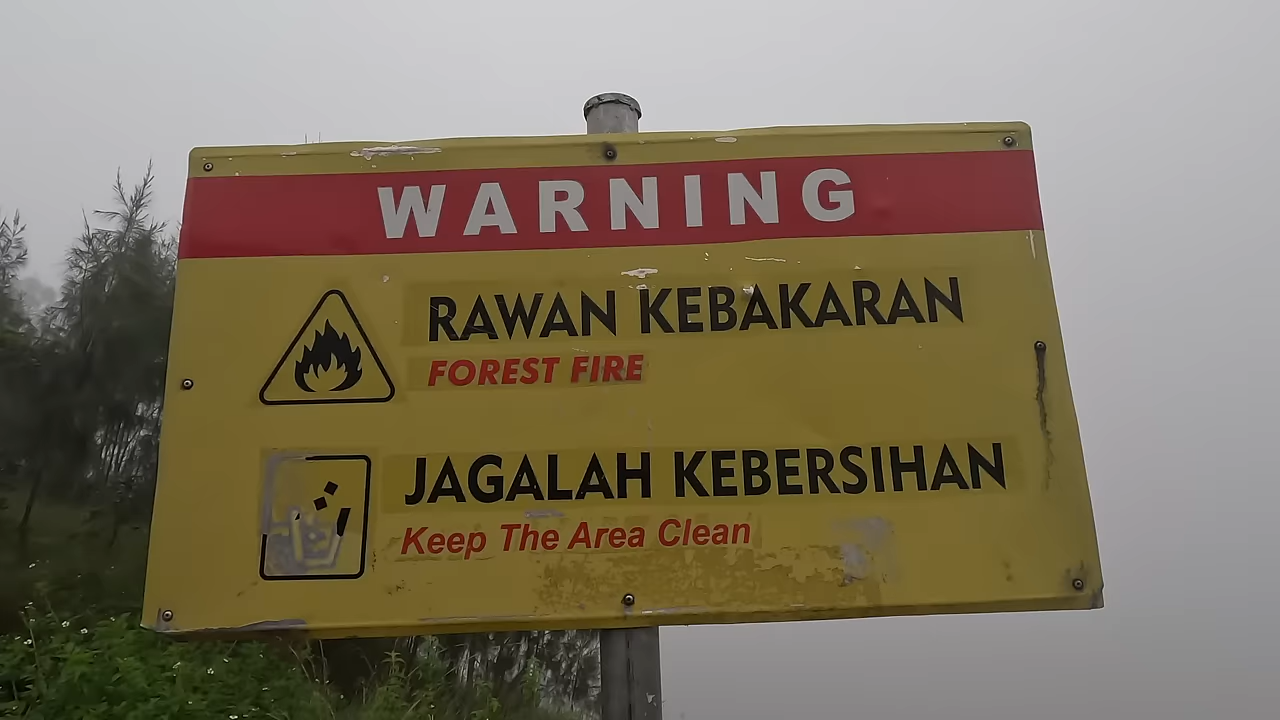 WARNING
RAWAN KEBAKARAN
FOREST FIRE
JAGALAH KEBERSIHAN
Keep The Area Clean